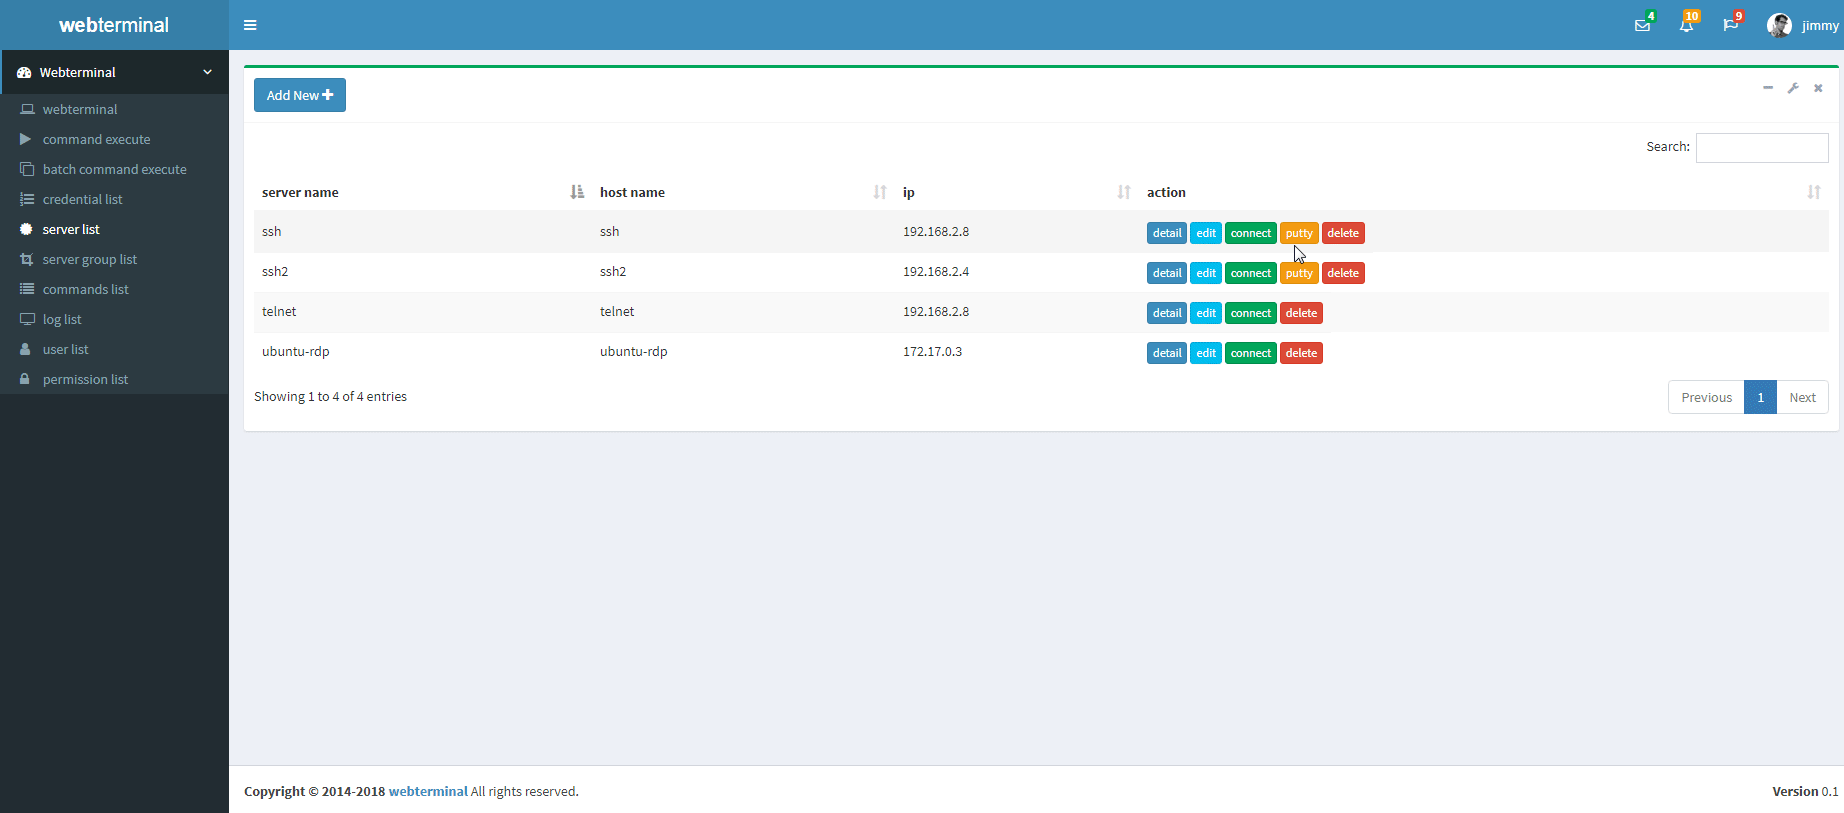 webterminal
4
10
9
jimmy
Webterminal
webterminal
command execute
batch command execute
credential list
server list
server group list
commands list
log list
user list
permission list
Add New
Search:
server name host name ip action
ssh ssh 192.168.2.8 detail edit connect putty delete
ssh2 ssh2 192.168.2.4 detail edit connect putty delete
telnet telnet 192.168.2.8 detail edit connect delete
ubuntu-rdp ubuntu-rdp 172.17.0.3 detail edit connect delete
Showing 1 to 4 of 4 entries
Previous 1 Next
Copyright © 2014-2018 webterminal All rights reserved.
Version 0.1